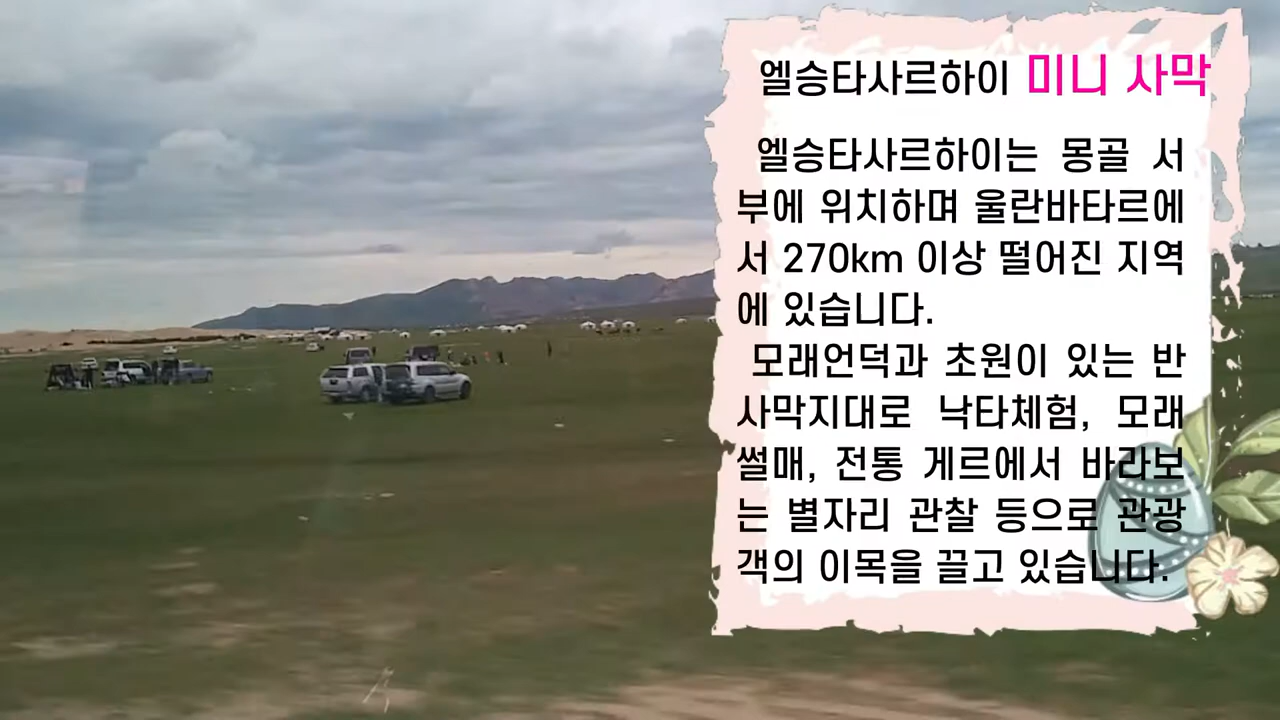 엘승타사르하이 미니 사막
엘승타사르하이는 몽골 서
부에 위치하며 울란바타르에
서 270km 이상 떨어진 지역
에 있습니다.
모래언덕과 초원이 있는 반
사막지대로 낙타체험, 모래
썰매, 전통 게르에서 바라보
는 별자리 관찰 등으로 관광
객의 이목을 끌고 있습니다.